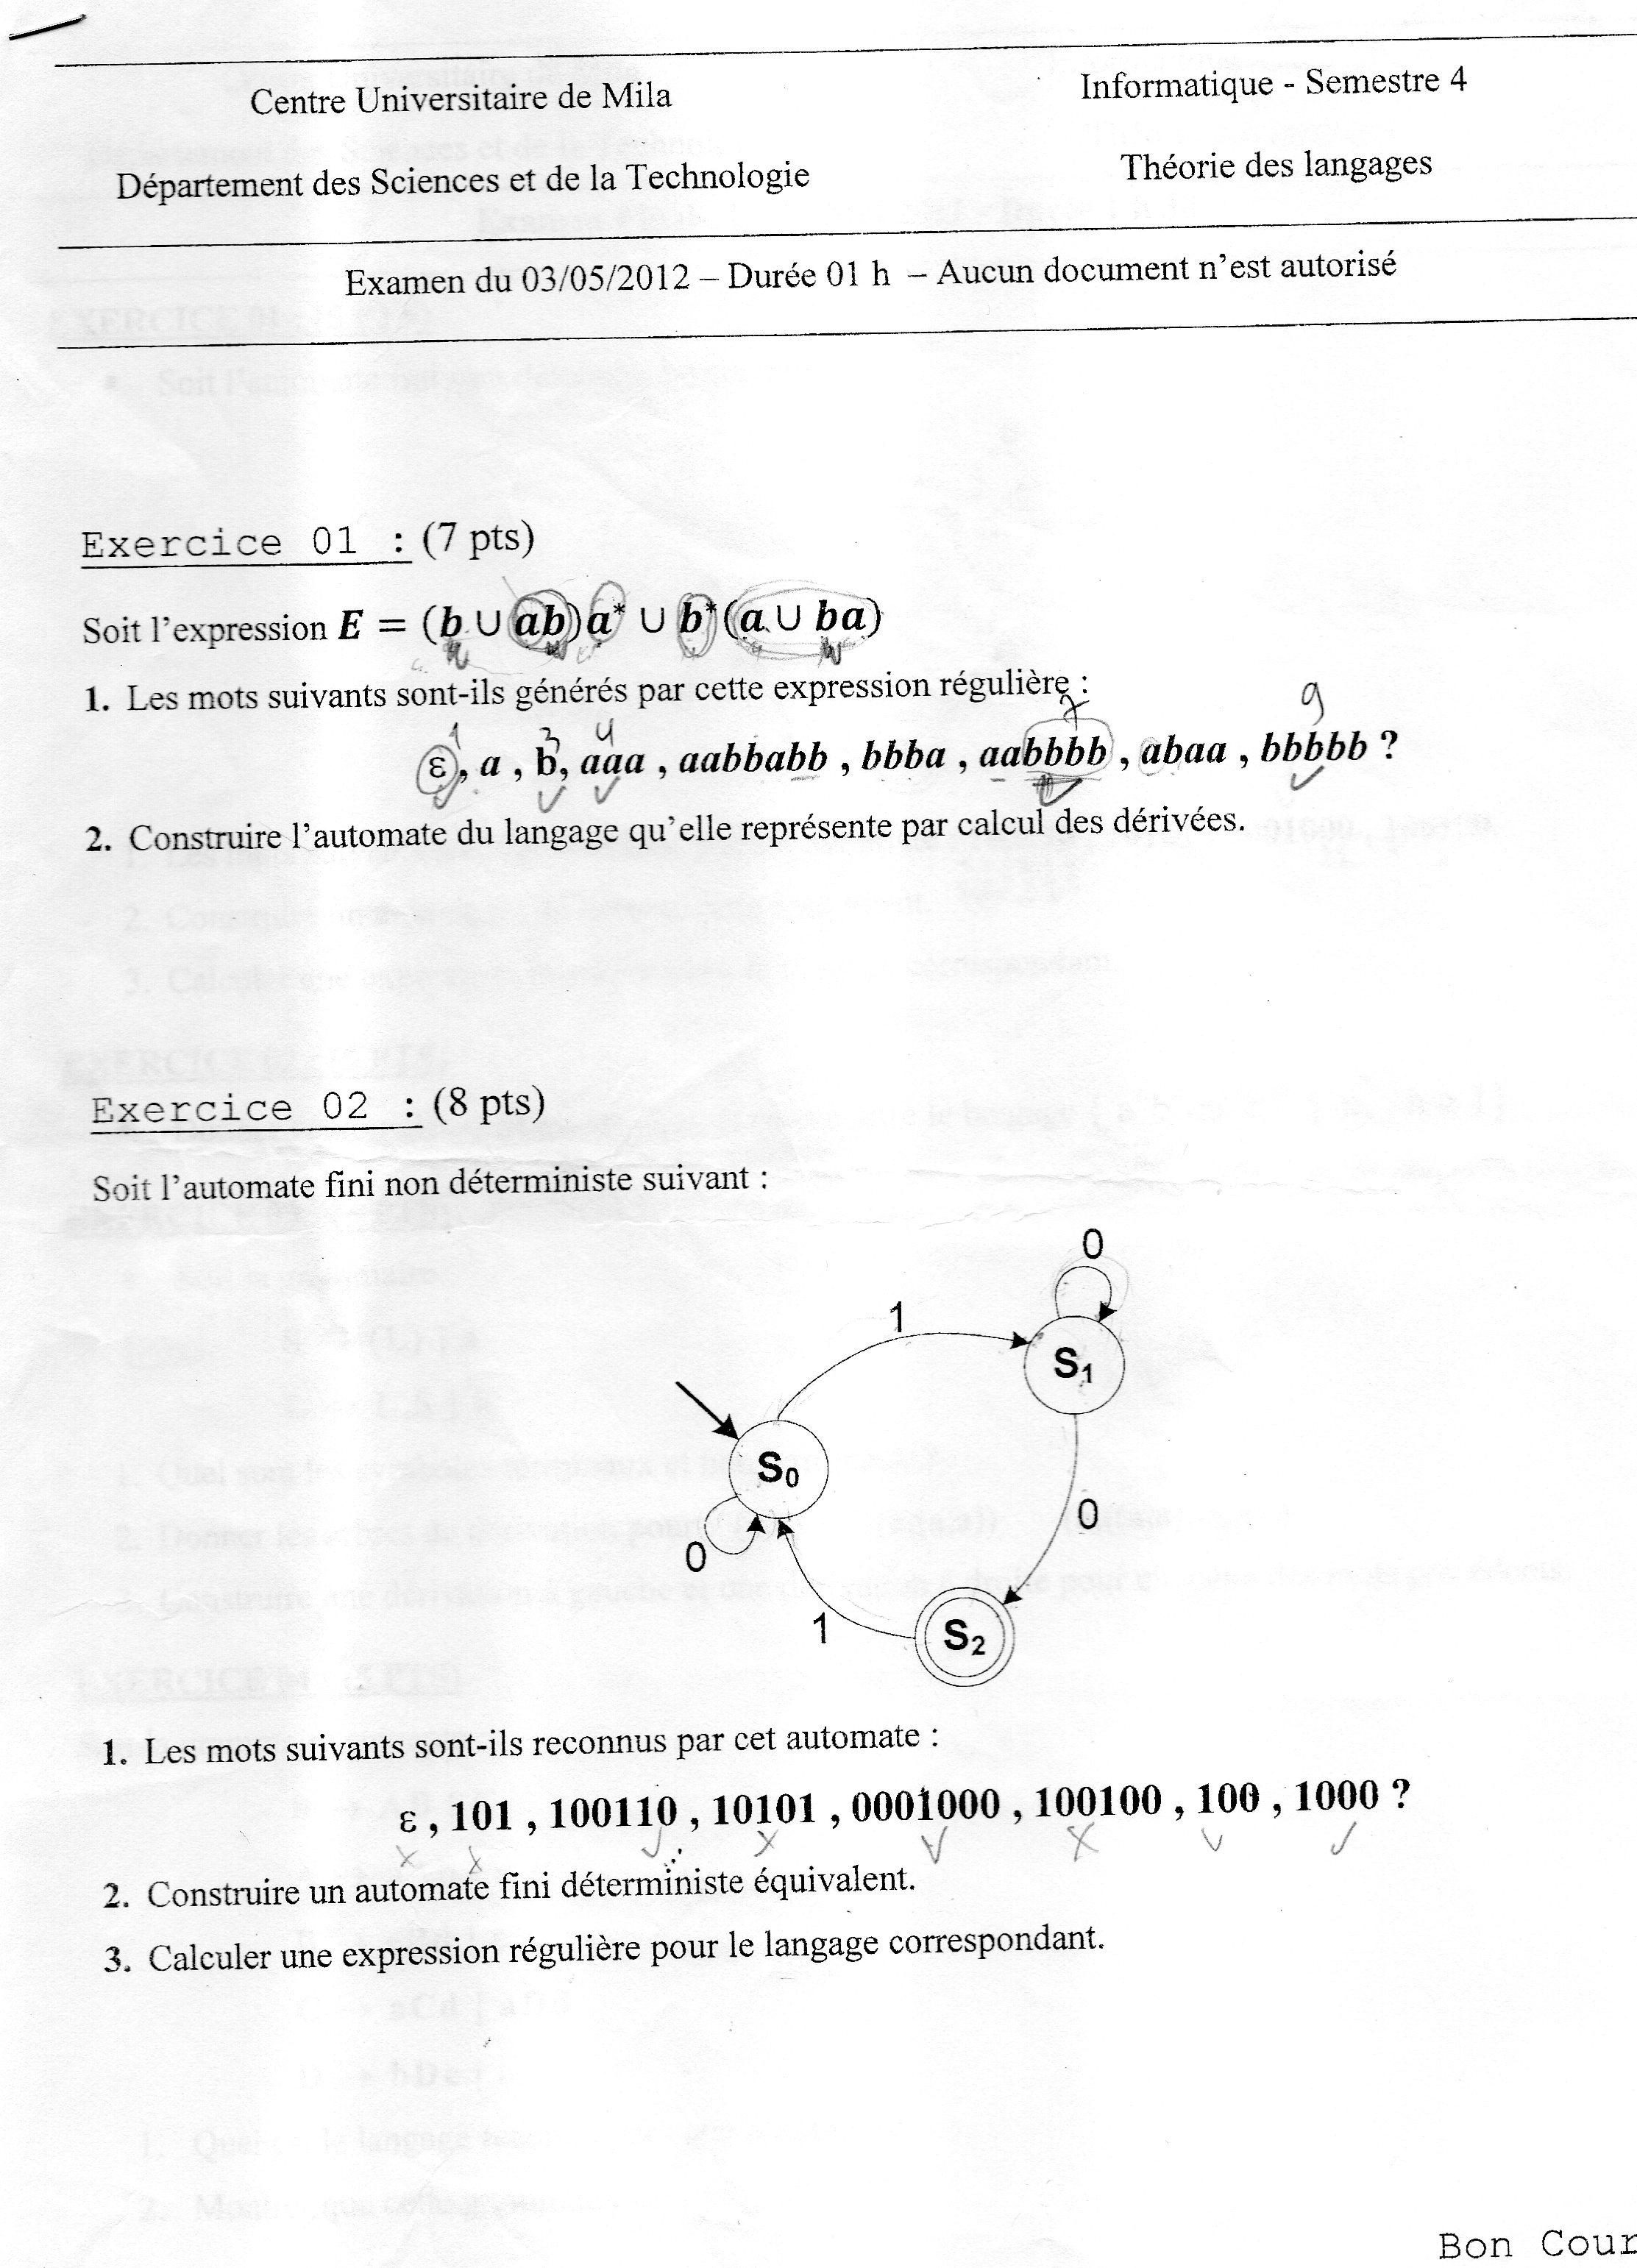 Centre Universitaire de Mila
Informatique - Semestre 4
Département des Sciences et de la Technologie
Théorie des langages
Examen du 03/05/2012 – Durée 01 h – Aucun document n'est autorisé
Exercice 01 : (7 pts)
Soit l'expression E = (b ∪ ab)a* ∪ b*(a ∪ ba)
1. Les mots suivants sont-ils générés par cette expression régulière :
1 3 4 7 9
ε, a , b, aaa , aabbabb , bbba , aabbbb , abaa , bbbbb ?
2. Construire l'automate du langage qu'elle représente par calcul des dérivées.
Exercice 02 : (8 pts)
Soit l'automate fini non déterministe suivant :
0
1
S1
S0
0
0
1
S2
1. Les mots suivants sont-ils reconnus par cet automate :
ε , 101 , 100110 , 10101 , 0001000 , 100100 , 100 , 1000 ?
2. Construire un automate fini déterministe équivalent.
3. Calculer une expression régulière pour le langage correspondant.
Bon Cour